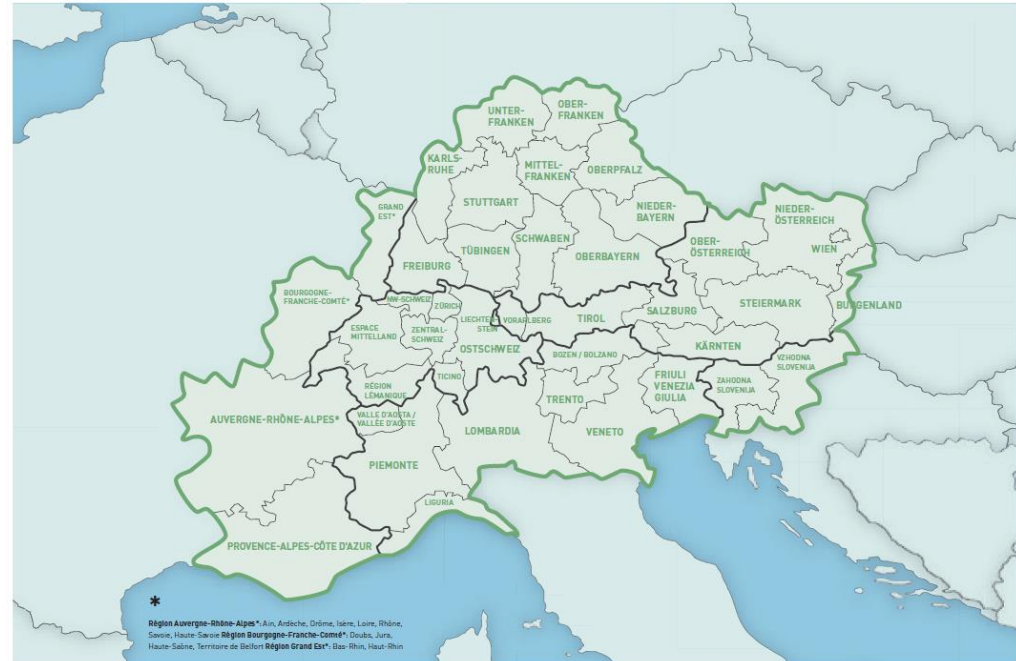 UNTER-
FRANKEN
OBER-
FRANKEN
KARLS-
RUHE
MITTEL-
FRANKEN
OBERPFALZ
GRAND
EST*
STUTTGART
NIEDER-
BAYERN
NIEDER-
ÖSTERREICH
SCHWABEN
OBER-
ÖSTERREICH
WIEN
TÜBINGEN
OBERBAYERN
FREIBURG
BOURGOGNE-
FRANCHE-COMTÉ*
NW-SCHWEIZ
ZÜRICH
STEIERMARK
BURGENLAND
LIECHTEN-
STEIN
VORARLBERG
TIROL
SALZBURG
ESPACE
MITTELLAND
ZENTRAL-
SCHWEIZ
OSTSCHWEIZ
KÄRNTEN
BOZEN / BOLZANO
VZHODNA
SLOVENIJA
TICINO
RÉGION
LÉMANIQUE
FRIULI
VENEZIA
GIULIA
ZAHODNA
SLOVENIJA
TRENTO
AUVERGNE-RHÔNE-ALPES*
VALLE D'AOSTA /
VALLÉE D'AOSTE
LOMBARDIA
VENETO
PIEMONTE
LIGURIA
PROVENCE-ALPES-CÔTE D'AZUR
*
Région Auvergne-Rhône-Alpes*: Ain, Ardèche, Drôme, Isère, Loire, Rhône,
Savoie, Haute-Savoie Région Bourgogne-Franche-Comté*: Doubs, Jura,
Haute-Saône, Territoire de Belfort Région Grand Est*: Bas-Rhin, Haut-Rhin